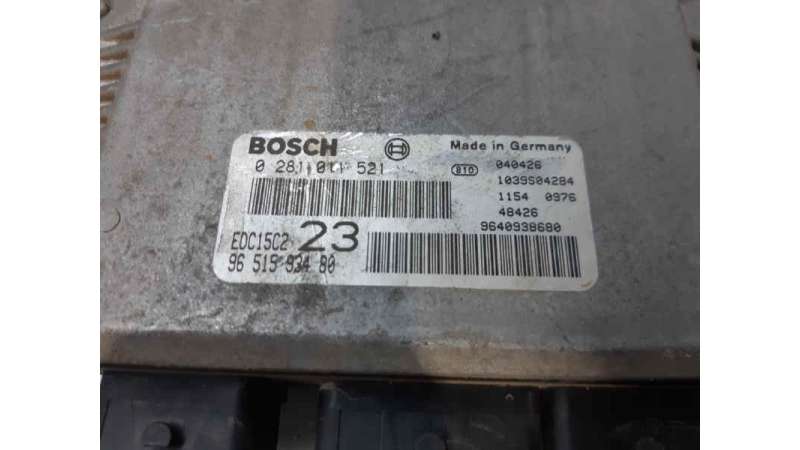 BOSCH Made in Germany
0 281 011 521 810 040426
1039S04284
1154 0976
48426
9640938680
EDC15C2 23
96 515 934 80